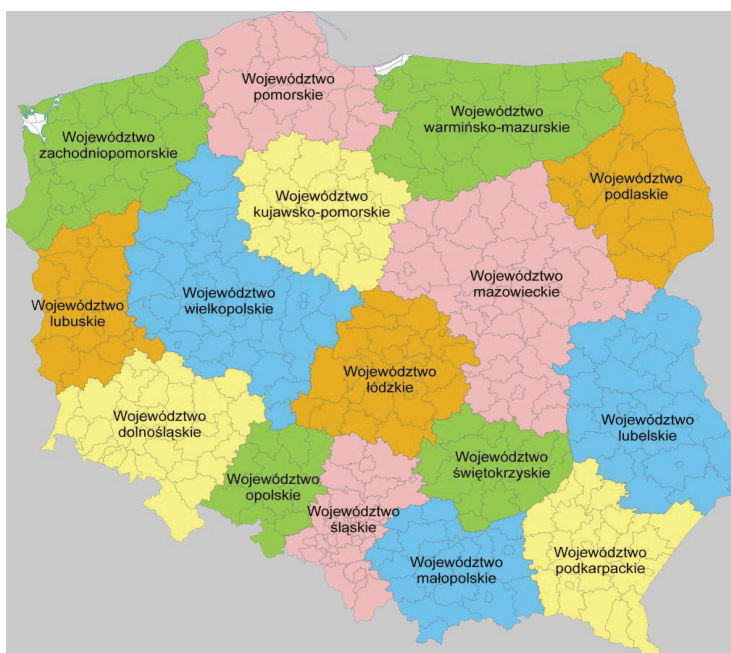 Województwo
pomorskie
Województwo
zachodniopomorskie
Województwo
warmińsko-mazurskie
Województwo
podlaskie
Województwo
kujawsko-pomorskie
Województwo
mazowieckie
Województwo
wielkopolskie
Województwo
lubuskie
Województwo
łódzkie
Województwo
dolnośląskie
Województwo
lubelskie
Województwo
opolskie
Województwo
świętokrzyskie
Województwo
śląskie
Województwo
małopolskie
Województwo
podkarpackie